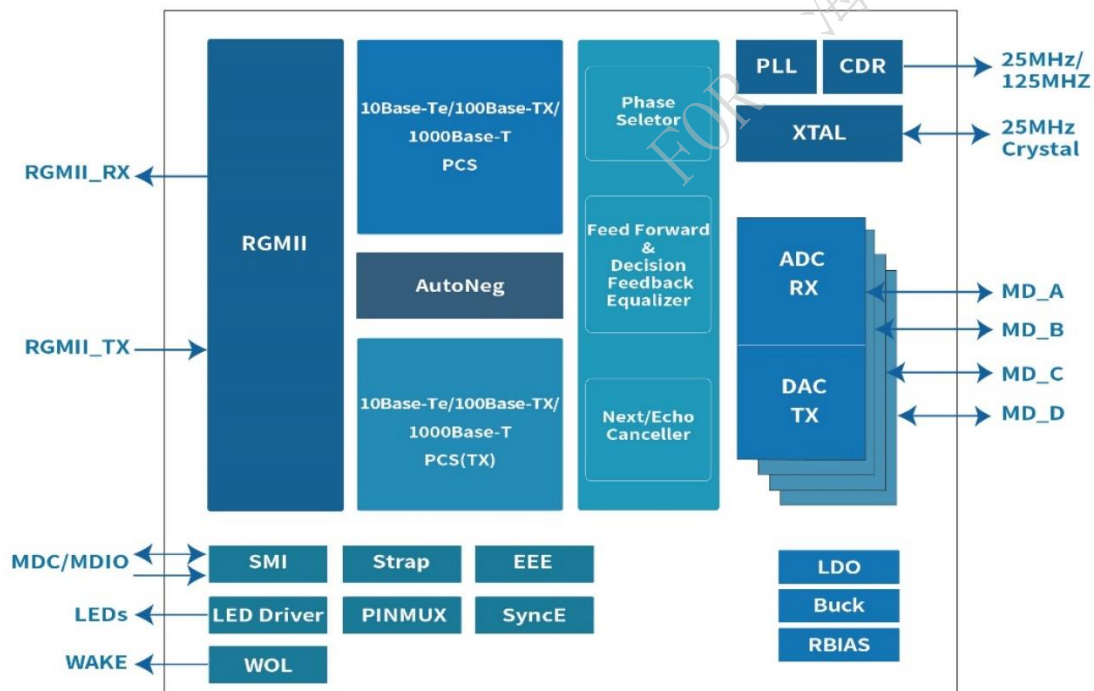 RGMII_RX
RGMII_TX
RGMII
10Base-Te/100Base-TX/
1000Base-T
PCS
AutoNeg
10Base-Te/100Base-TX/
1000Base-T
PCS(TX)
Phase
Seletor
Feed Forward
&
Decision
Feedback
Equalizer
Next/Echo
Canceller
PLL
CDR
25MHz/
125MHZ
XTAL
25MHz
Crystal
ADC
RX
DAC
TX
MD_A
MD_B
MD_C
MD_D
MDC/MDIO
SMI
Strap
EEE
LEDs
LED Driver
PINMUX
SyncE
WAKE
WOL
LDO
Buck
RBIAS
FOR